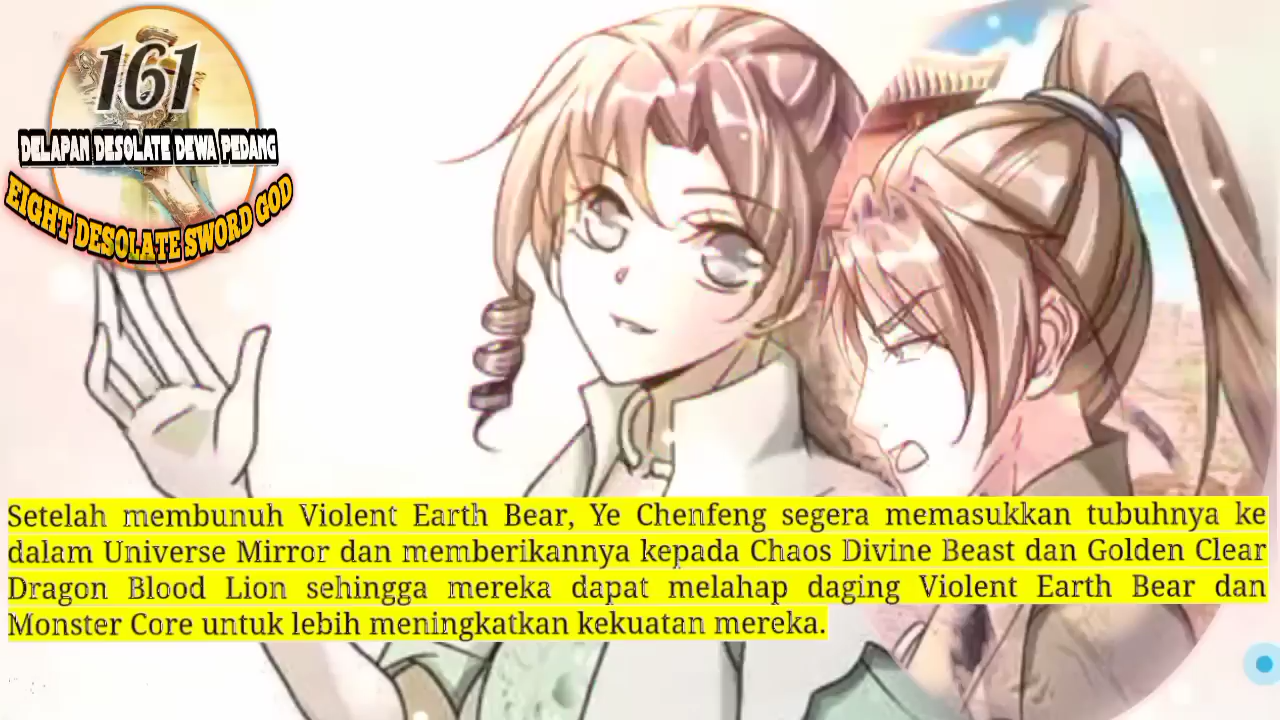 161
DELAPAN DESOLATE DEWA PEDANG
EIGHT DESOLATE SWORD GOD
Setelah membunuh Violent Earth Bear, Ye Chenfeng segera memasukkan tubuhnya ke
dalam Universe Mirror dan memberikannya kepada Chaos Divine Beast dan Golden Clear
Dragon Blood Lion sehingga mereka dapat melahap daging Violent Earth Bear dan
Monster Core untuk lebih meningkatkan kekuatan mereka.